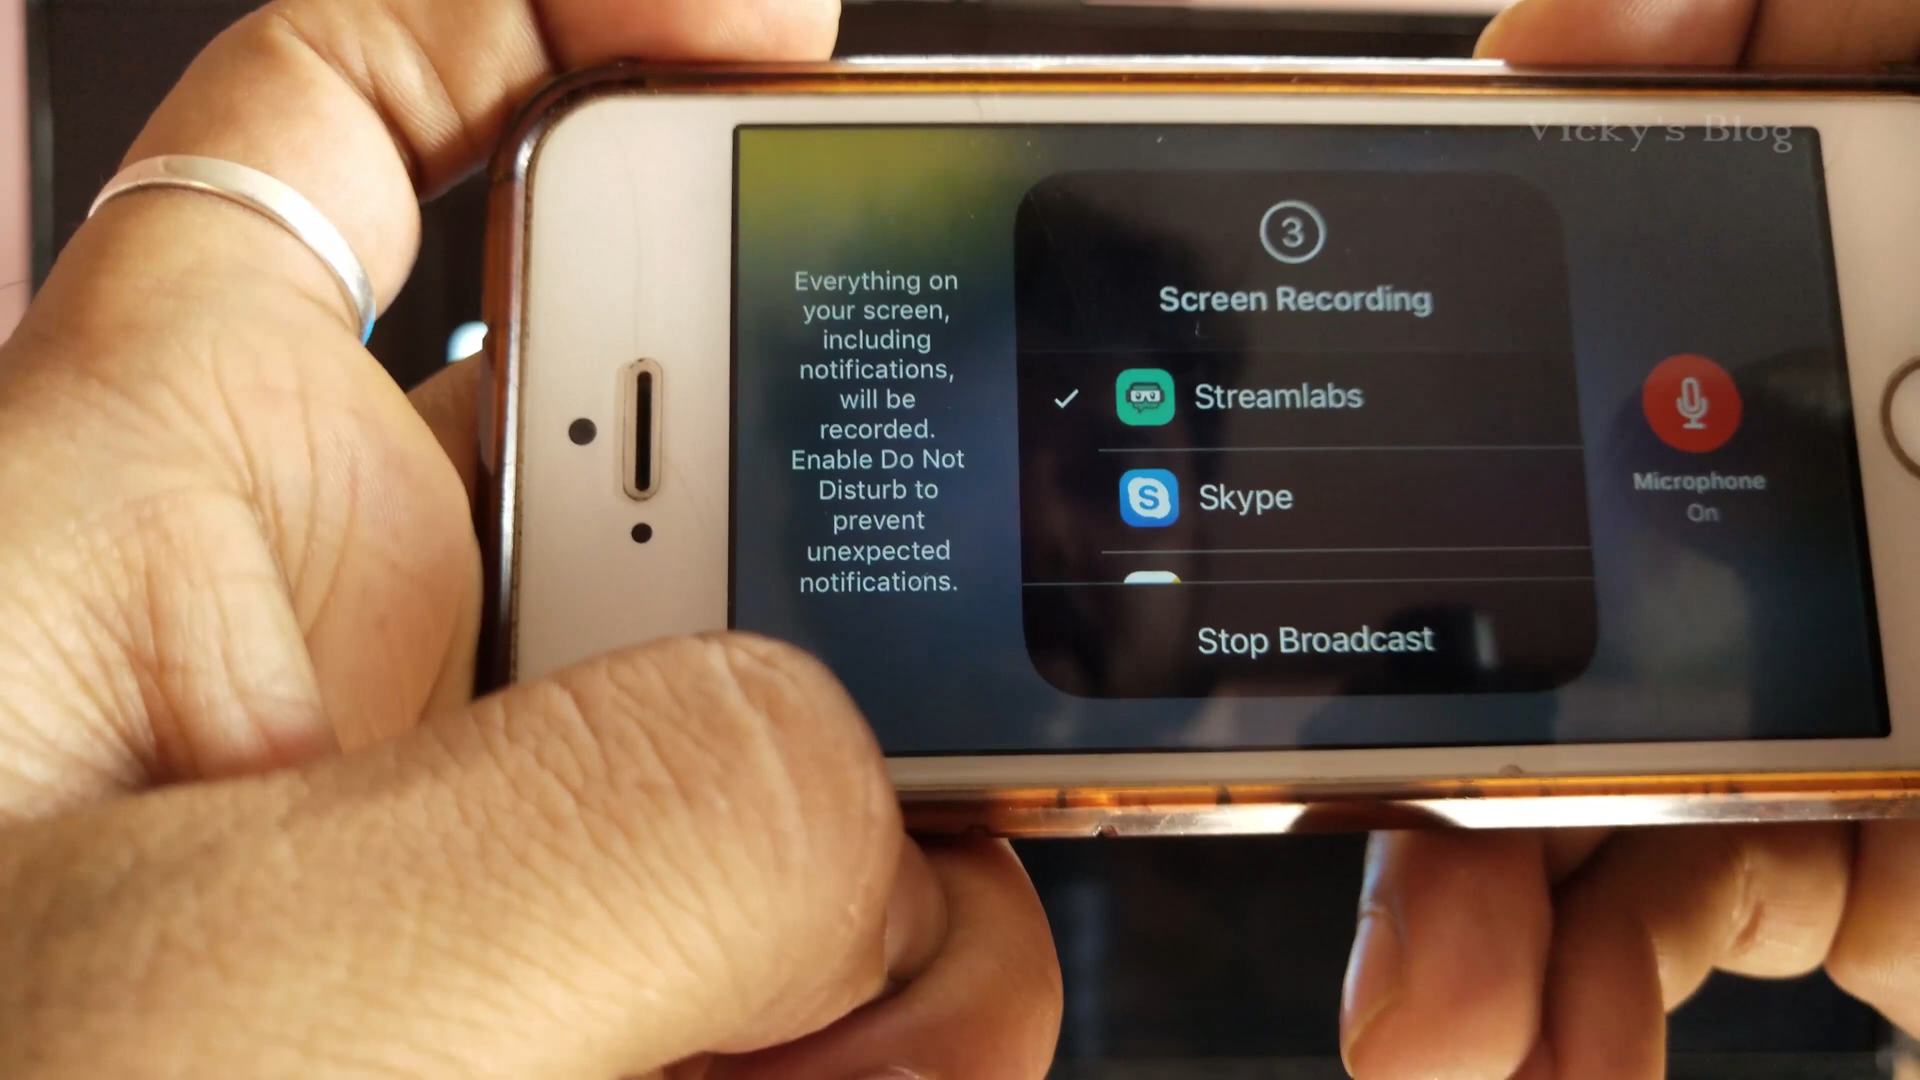 Vicky's Blog
Everything on
your screen,
including
notifications,
will be
recorded.
Enable Do Not
Disturb to
prevent
unexpected
notifications.
3
Screen Recording
Streamlabs
S
Skype
Stop Broadcast
Microphone
On